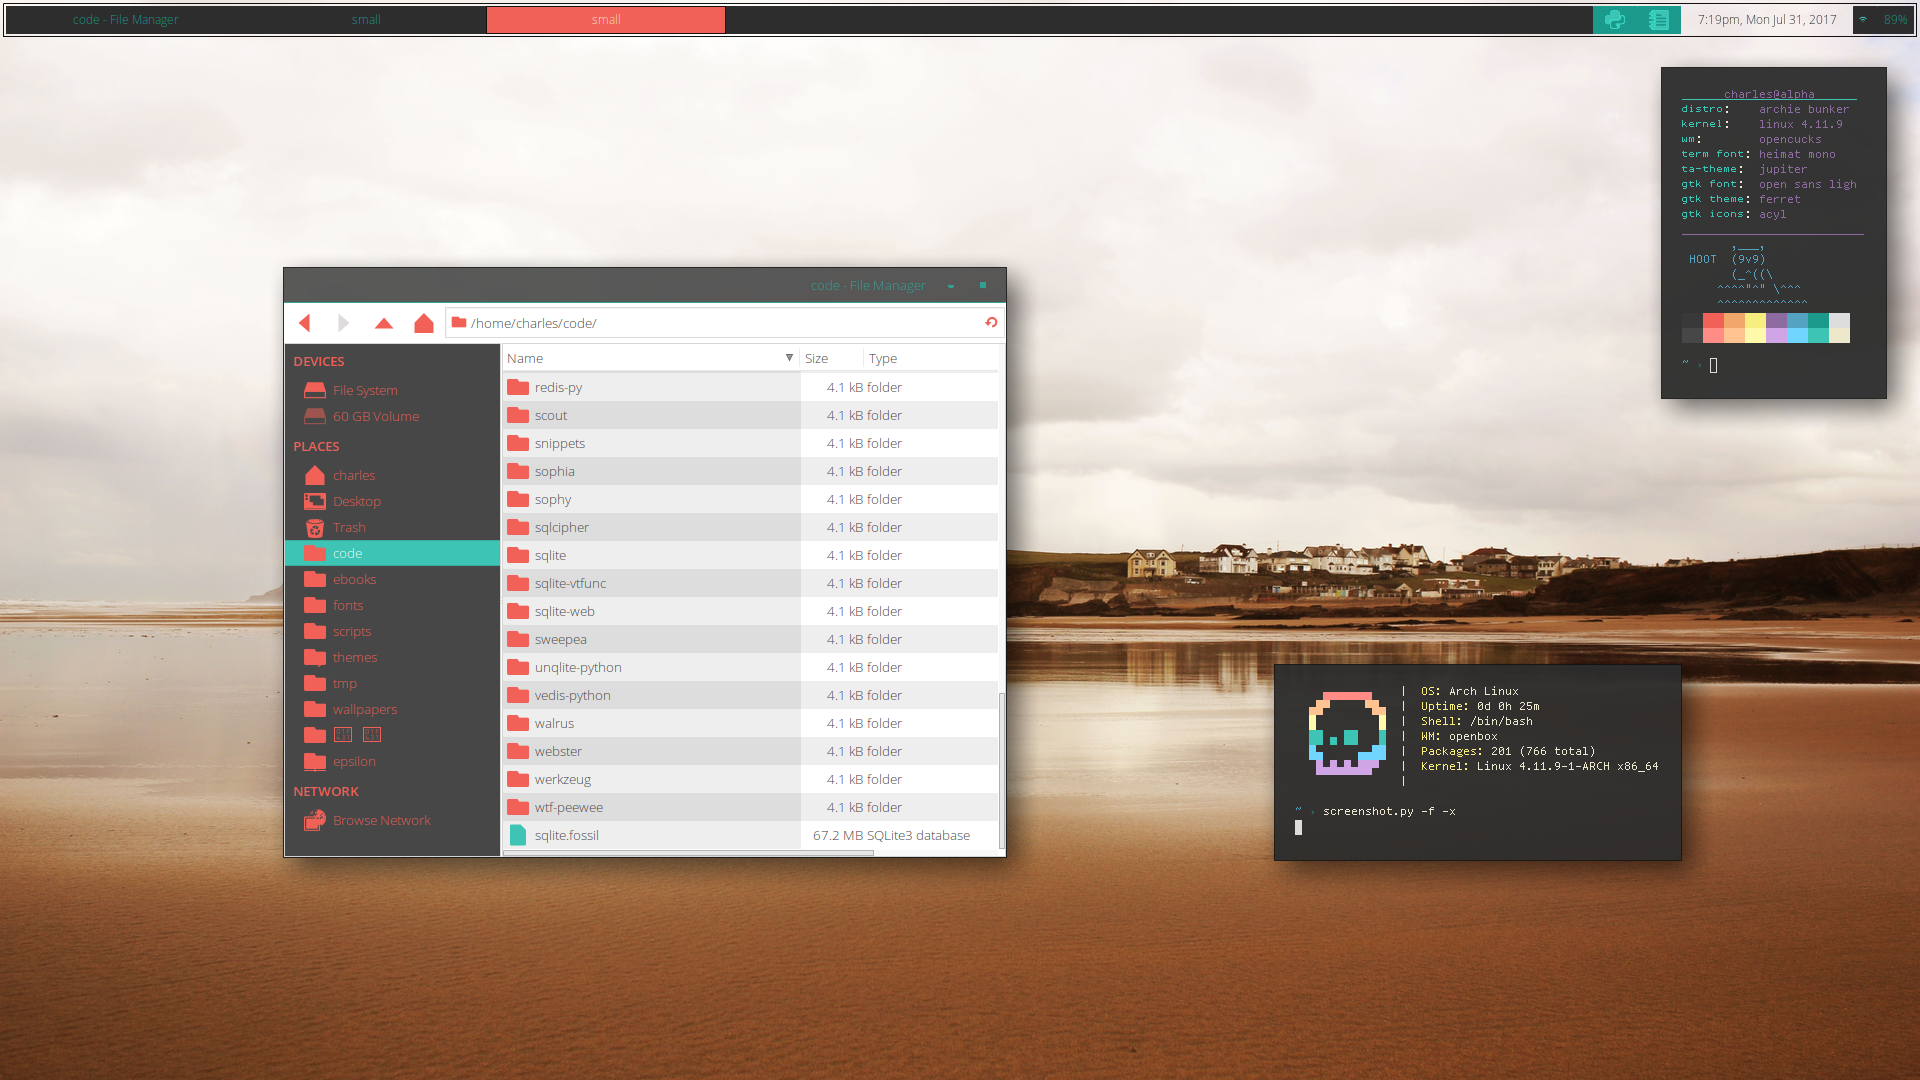 code - File Manager
small
small
7:19pm, Mon Jul 31, 2017
89%
charles@alpha
distro: archie bunker
kernel: linux 4.11.9
wm: opencucks
term font: heimat mono
ta-theme: jupiter
gtk font: open sans ligh
gtk theme: ferret
gtk icons: acyl
,___,
HOOT (9v9)
(_^((\
^^^^"^" \^^^
^^^^^^^^^^^^^
~ ›
code - File Manager
/home/charles/code/
DEVICES
File System
60 GB Volume
PLACES
charles
Desktop
Trash
code
ebooks
fonts
scripts
themes
tmp
wallpapers
epsilon
NETWORK
Browse Network
Name Size Type
redis-py 4.1 kB folder
scout 4.1 kB folder
snippets 4.1 kB folder
sophia 4.1 kB folder
sophy 4.1 kB folder
sqlcipher 4.1 kB folder
sqlite 4.1 kB folder
sqlite-vtfunc 4.1 kB folder
sqlite-web 4.1 kB folder
sweepea 4.1 kB folder
unqlite-python 4.1 kB folder
vedis-python 4.1 kB folder
walrus 4.1 kB folder
webster 4.1 kB folder
werkzeug 4.1 kB folder
wtf-peewee 4.1 kB folder
sqlite.fossil 67.2 MB SQLite3 database
| OS: Arch Linux
| Uptime: 0d 0h 25m
| Shell: /bin/bash
| WM: openbox
| Packages: 201 (766 total)
| Kernel: Linux 4.11.9-1-ARCH x86_64
|
~ › screenshot.py -f -x